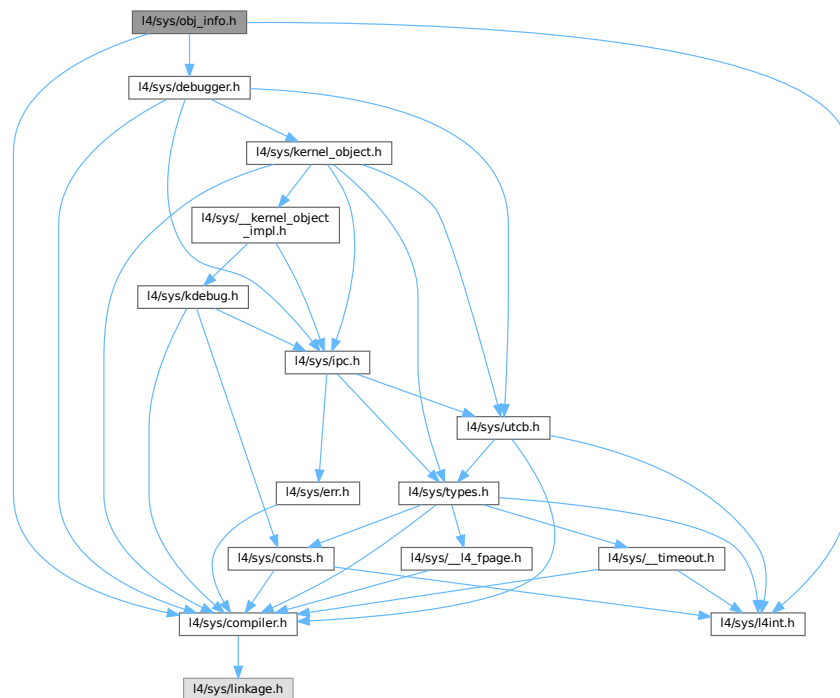 l4/sys/obj_info.h
l4/sys/debugger.h
l4/sys/kernel_object.h
l4/sys/__kernel_object
_impl.h
l4/sys/kdebug.h
l4/sys/ipc.h
l4/sys/utcb.h
l4/sys/err.h
l4/sys/types.h
l4/sys/consts.h
l4/sys/__l4_fpage.h
l4/sys/__timeout.h
l4/sys/compiler.h
l4/sys/l4int.h
l4/sys/linkage.h